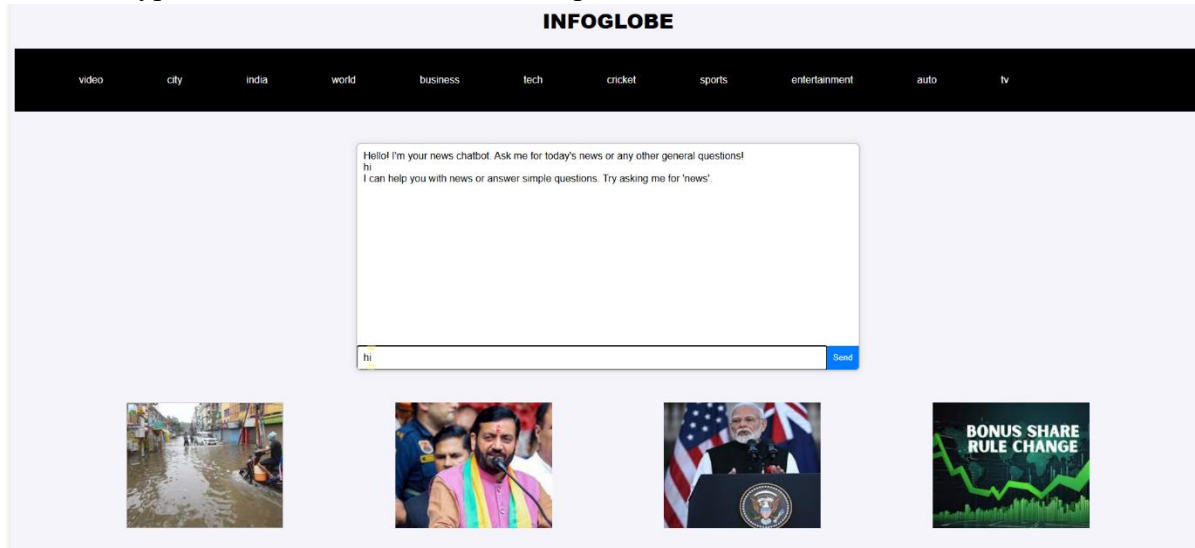 INFOGLOBE
video city india world business tech cricket sports entertainment auto tv
Hello! I'm your news chatbot. Ask me for today's news or any other general questions!
hi
I can help you with news or answer simple questions. Try asking me for 'news'.
hi Send
BONUS SHARE
RULE CHANGE